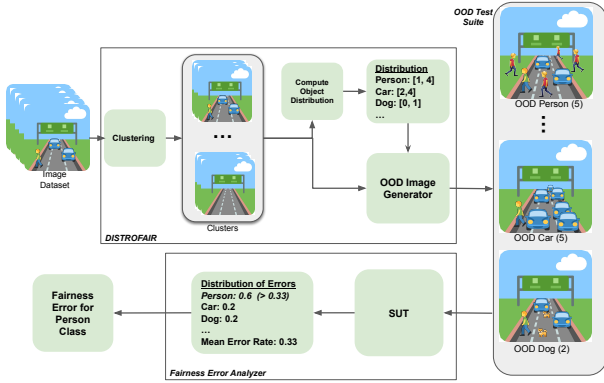 OOD Test
Suite
Image
Dataset
Clustering
...
Clusters
Compute
Object
Distribution
Distribution
Person: [1, 4]
Car: [2,4]
Dog: [0, 1]
...
OOD Image
Generator
DISTROFAIR
OOD Person (5)
OOD Car (5)
OOD Dog (2)
Fairness
Error for
Person
Class
Distribution of Errors
Person: 0.6 (> 0.33)
Car: 0.2
Dog: 0.2
...
Mean Error Rate: 0.33
SUT
Fairness Error Analyzer